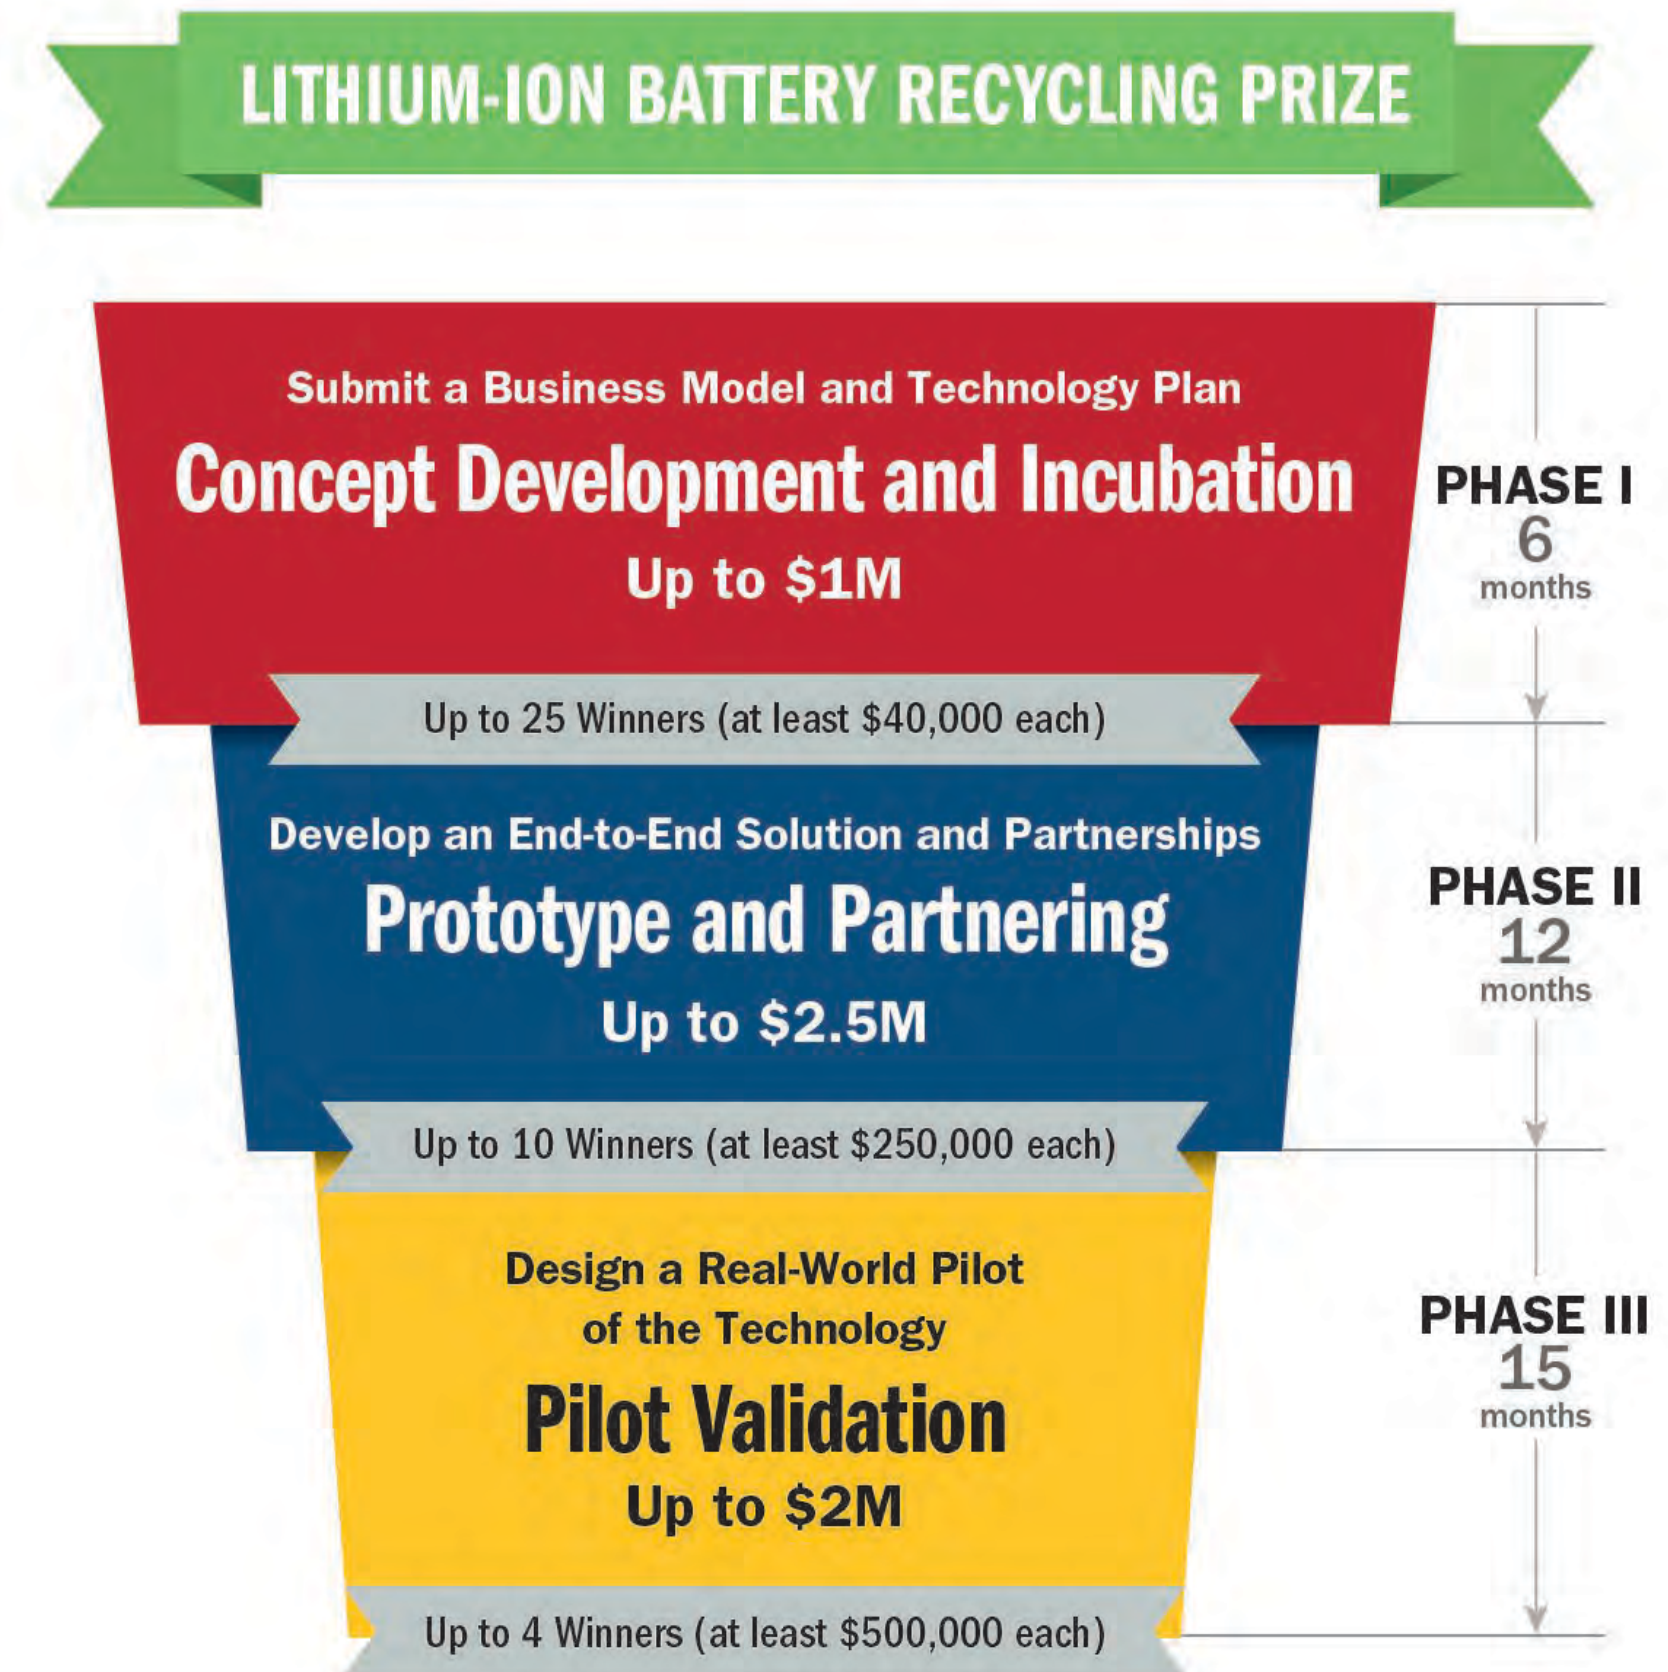 LITHIUM-ION BATTERY RECYCLING PRIZE
Submit a Business Model and Technology Plan
Concept Development and Incubation
Up to $1M
PHASE I
6
months
Up to 25 Winners (at least $40,000 each)
Develop an End-to-End Solution and Partnerships
Prototype and Partnering
Up to $2.5M
PHASE II
12
months
Up to 10 Winners (at least $250,000 each)
Design a Real-World Pilot
of the Technology
Pilot Validation
Up to $2M
PHASE III
15
months
Up to 4 Winners (at least $500,000 each)